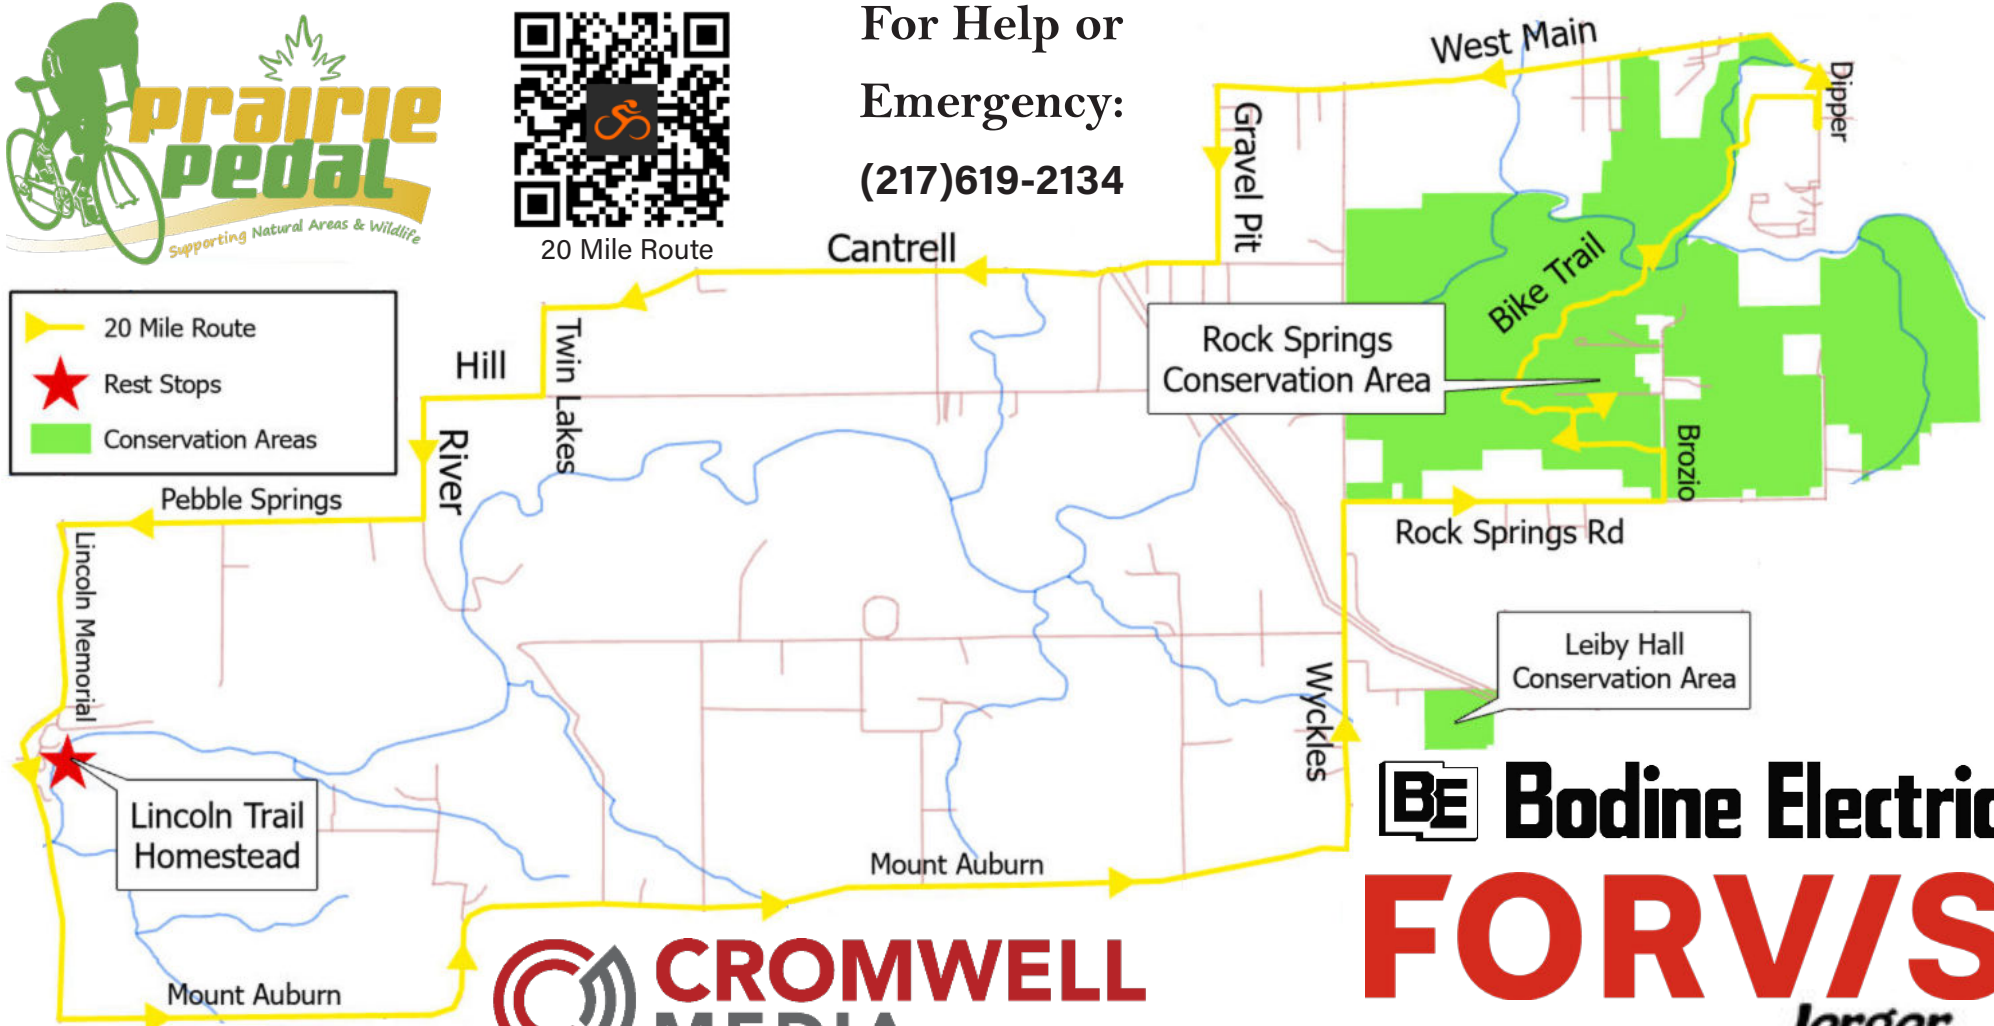 prairie
pedal
Supporting Natural Areas & Wildlife
20 Mile Route
For Help or
Emergency:
(217)619-2134
20 Mile Route
Rest Stops
Conservation Areas
West Main
Dipper
Gravel Pit
Cantrell
Bike Trail
Rock Springs
Conservation Area
Hill
Twin Lakes
River
Brozio
Pebble Springs
Rock Springs Rd
Lincoln Memorial
Leiby Hall
Conservation Area
Wyckles
Lincoln Trail
Homestead
Mount Auburn
Mount Auburn
BE Bodine Electric
FORVIS
CROMWELL
MEDIA
Jerger